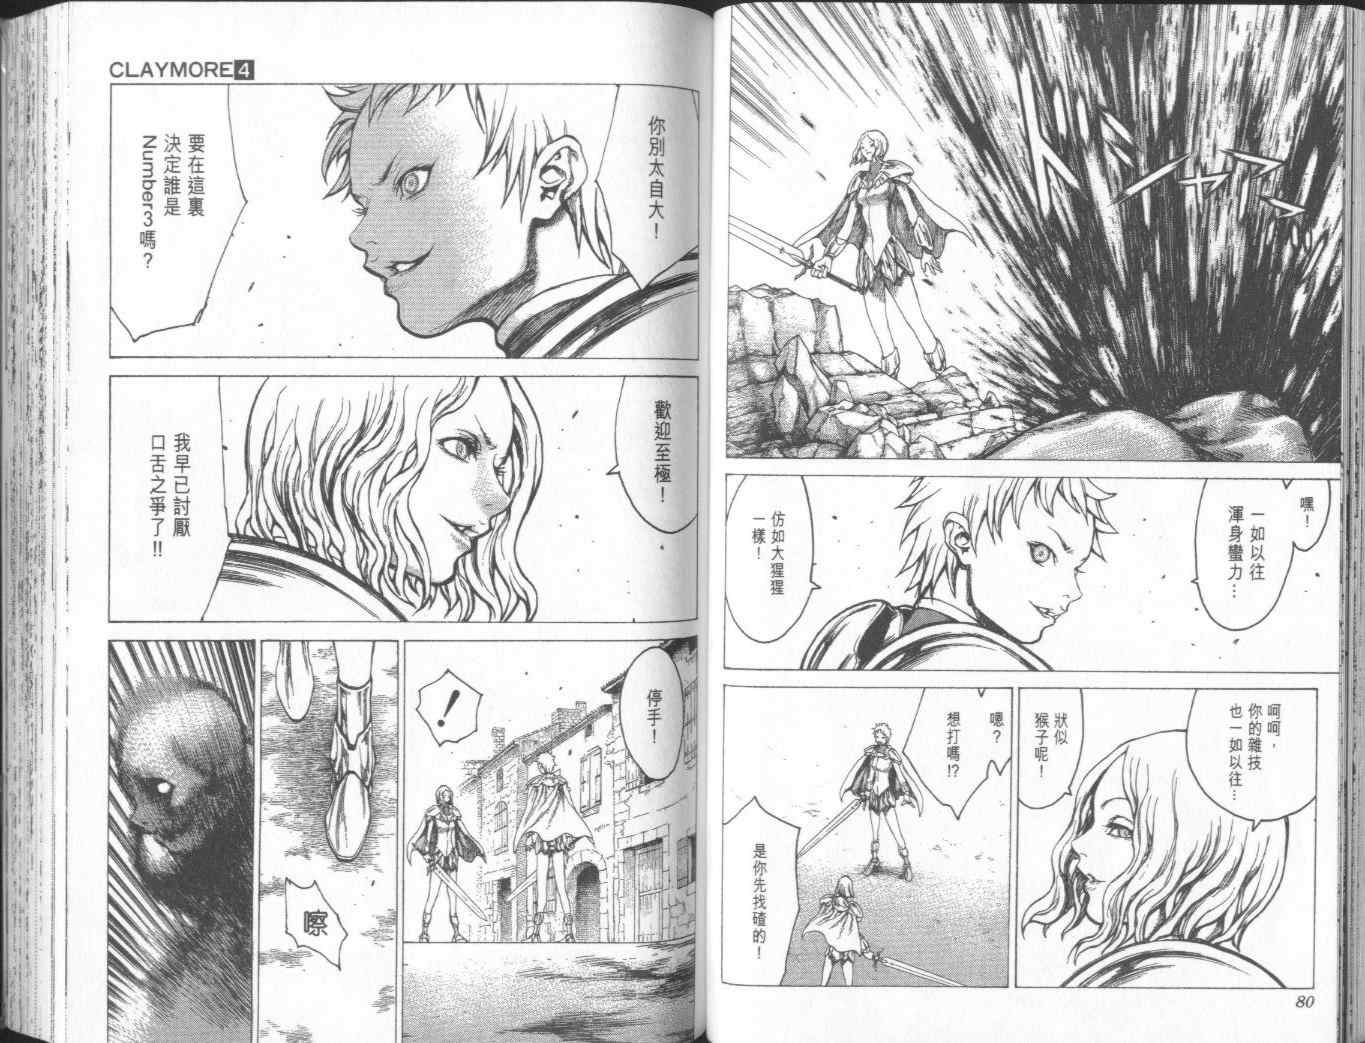 ドシャァッ
嘿！
一如以往
渾身蠻力…
仿如大猩猩
一樣！
呵呵，
你的雜技
也一如以往…
狀似
猴子呢！
嗯？
想打嗎!?
是你先找碴的！
80
CLAYMORE 4
你別太自大！
要在這裏
決定誰是
Number3嗎？
歡迎至極！
我早已討厭
口舌之爭了!!
停手！
！
嚓